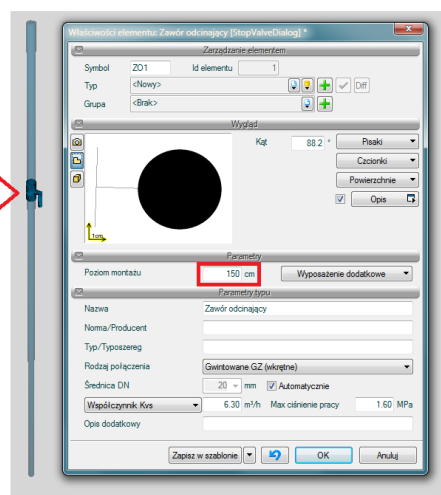 Właściwości elementu: Zawór odcinający [StopValveDialog] *
Zarządzanie elementem
Symbol ZO1 Id elementu 1
Typ <Nowy> Diff
Grupa <Brak>
Wygląd
Kąt 88.2 ° Pisaki
Czcionki
Powierzchnie
Opis
1cm
Parametry
Poziom montażu 150 cm Wyposażenie dodatkowe
Parametry typu
Nazwa Zawór odcinający
Norma/Producent
Typ/Typoszereg
Rodzaj połączenia Gwintowane GZ (wkrętne)
Średnica DN 20 mm Automatycznie
Współczynnik Kvs 6.30 m³/h Max ciśnienie pracy 1.60 MPa
Opis dodatkowy
Zapisz w szablonie OK Anuluj